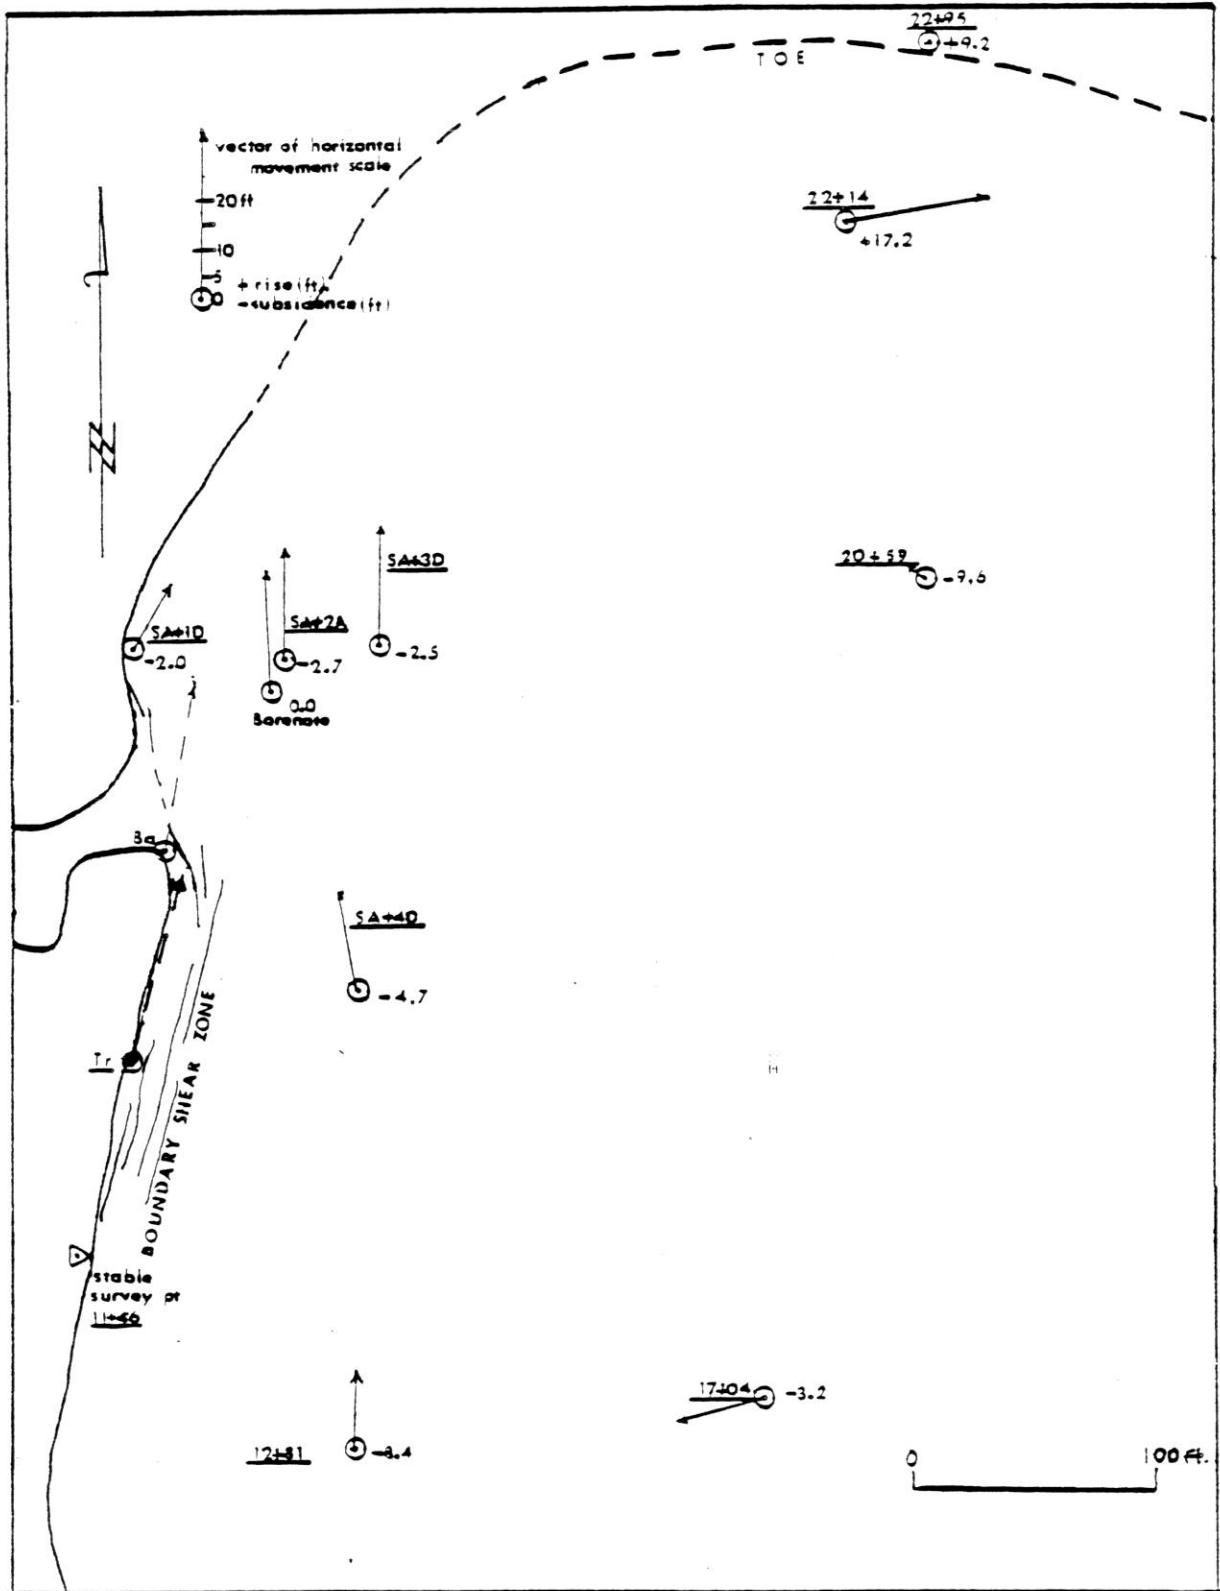 22+95
+9.2
TOE
vector of horizontal
movement scale
20ft
10
5
0
+rise(ft)
-subsidence(ft)
22+14
+17.2
N
SA+3D
-2.5
20+59
-9.6
SA+1D
-2.0
SA+2A
-2.7
0.0
Ba
SA+4D
-4.7
Tr
BOUNDARY SHEAR ZONE
stable
survey pt
11+46
17+04
-3.2
12+81
0
100 ft.